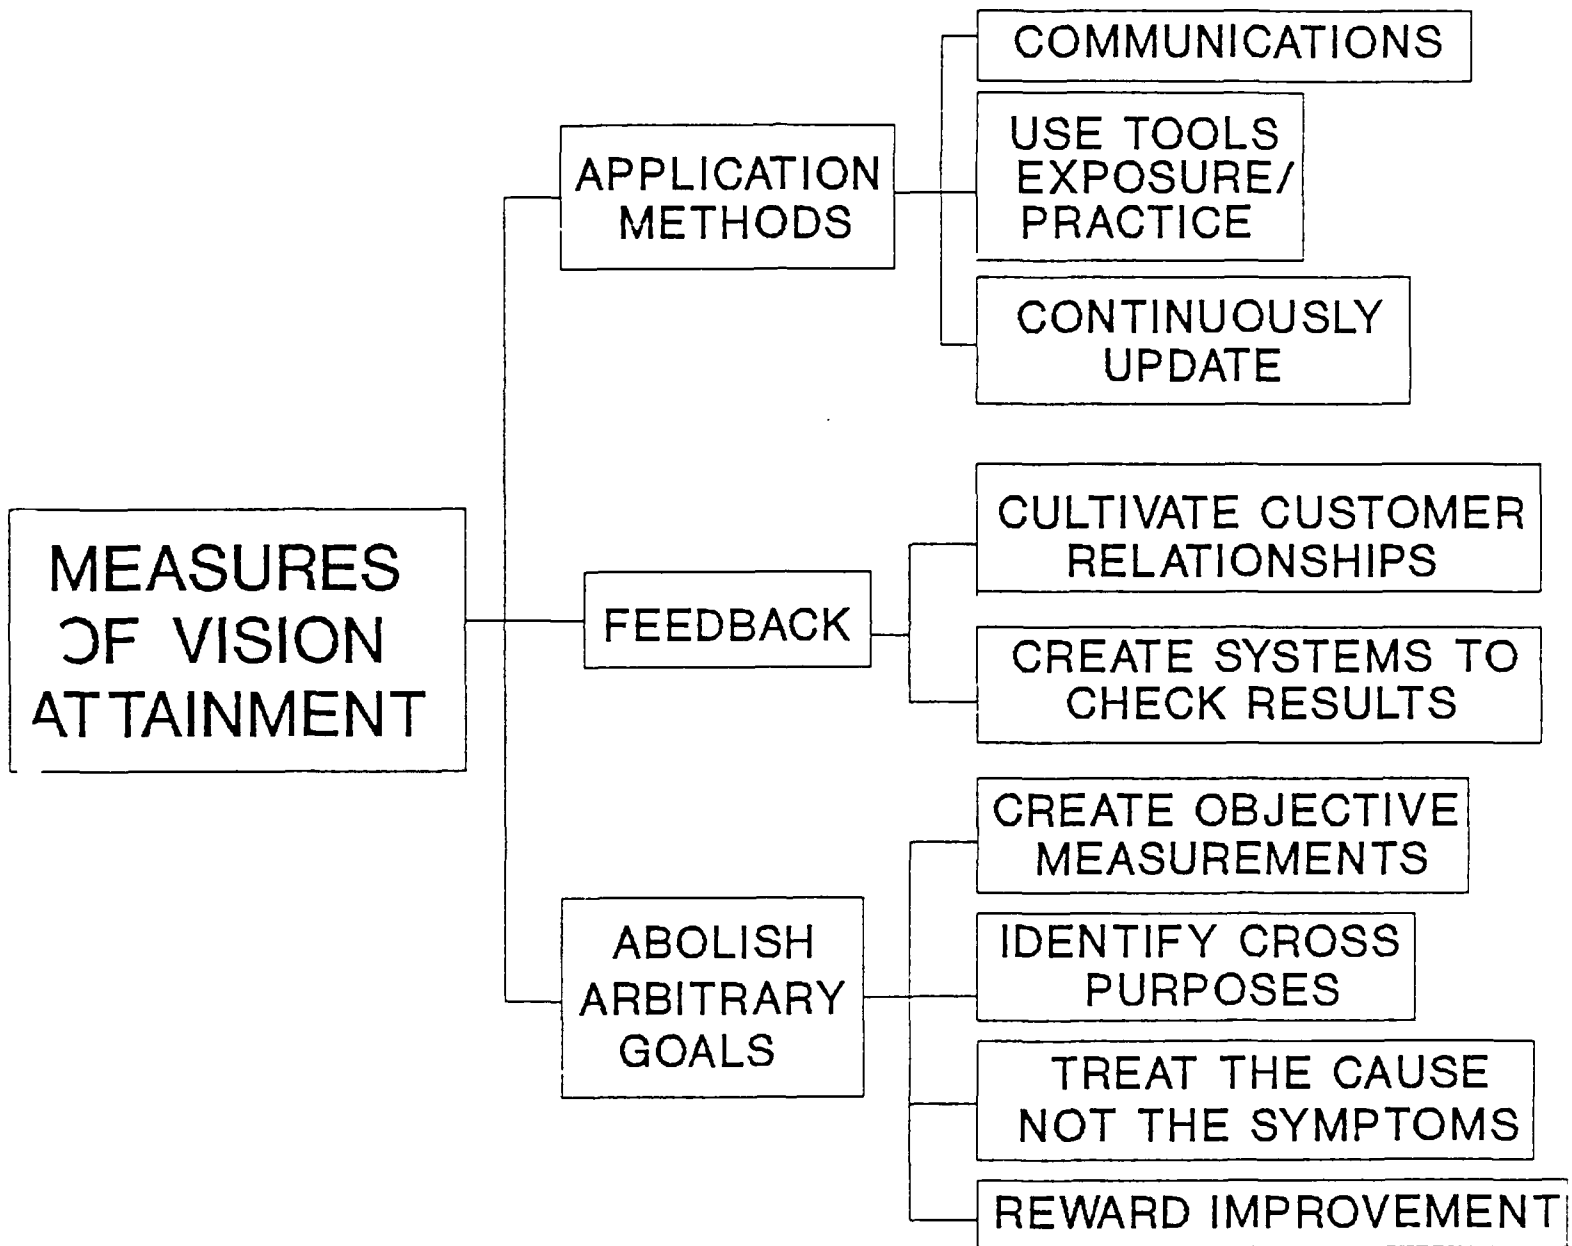 MEASURES
OF VISION
ATTAINMENT
APPLICATION
METHODS
COMMUNICATIONS
USE TOOLS
EXPOSURE/
PRACTICE
CONTINUOUSLY
UPDATE
FEEDBACK
CULTIVATE CUSTOMER
RELATIONSHIPS
CREATE SYSTEMS TO
CHECK RESULTS
ABOLISH
ARBITRARY
GOALS
CREATE OBJECTIVE
MEASUREMENTS
IDENTIFY CROSS
PURPOSES
TREAT THE CAUSE
NOT THE SYMPTOMS
REWARD IMPROVEMENT